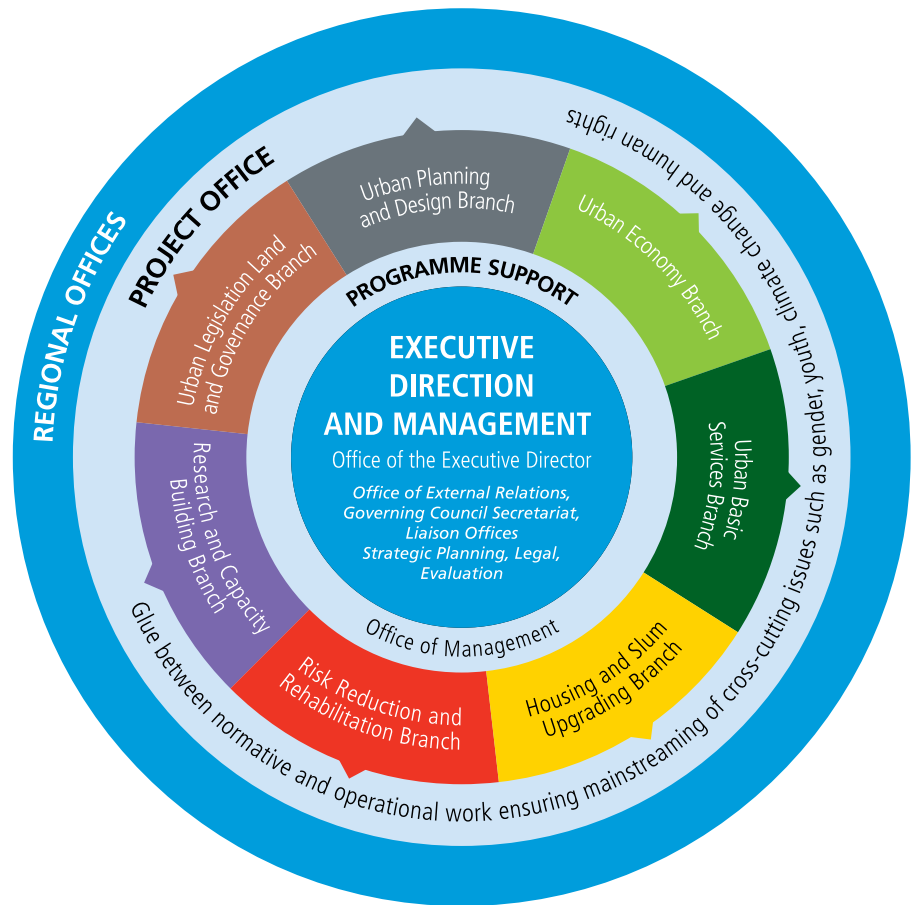 REGIONAL OFFICES
PROJECT OFFICE
Glue between normative and operational work ensuring mainstreaming of cross-cutting issues such as gender, youth, climate change and human rights
Urban Planning
and Design Branch
Urban Economy Branch
Urban Basic
Services Branch
Housing and Slum
Upgrading Branch
Risk Reduction and
Rehabilitation Branch
Research and Capacity
Building Branch
Urban Legislation Land
and Governance Branch
PROGRAMME SUPPORT
Office of Management
EXECUTIVE
DIRECTION
AND MANAGEMENT
Office of the Executive Director
Office of External Relations,
Governing Council Secretariat,
Liaison Offices
Strategic Planning, Legal,
Evaluation